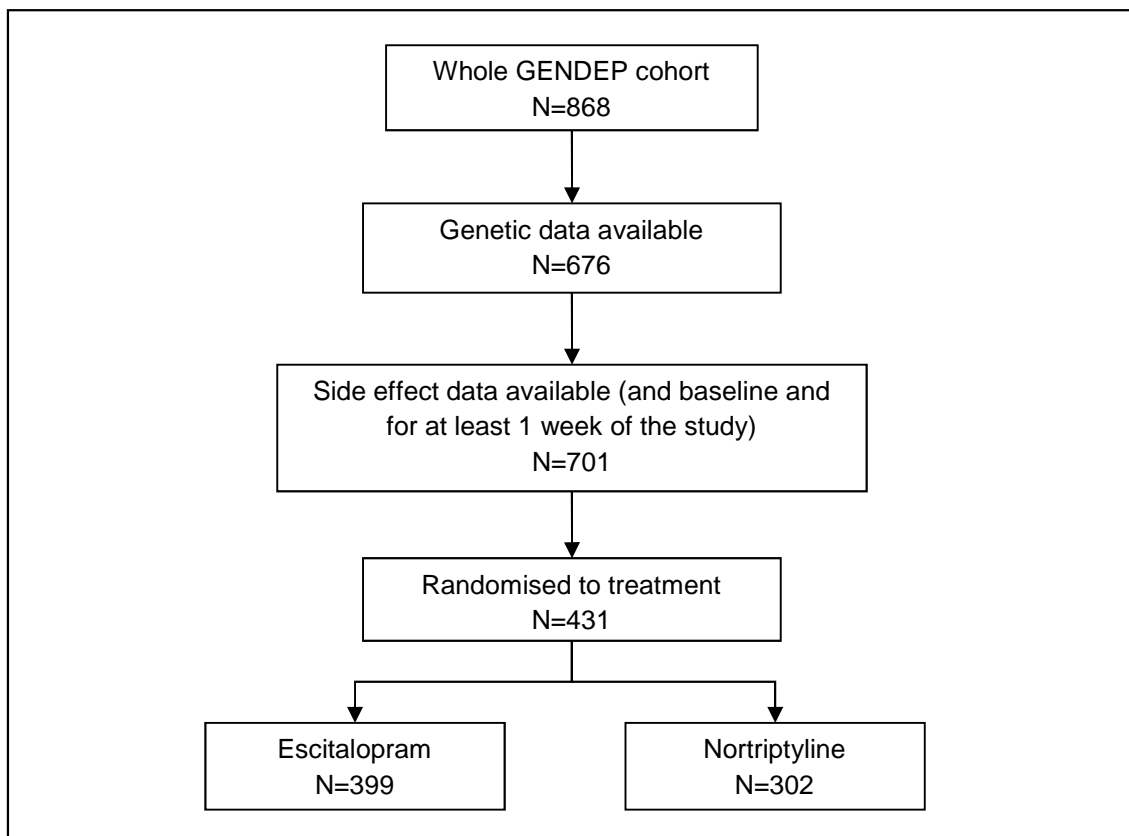 Whole GENDEP cohort
N=868
Genetic data available
N=676
Side effect data available (and baseline and
for at least 1 week of the study)
N=701
Randomised to treatment
N=431
Escitalopram
N=399
Nortriptyline
N=302